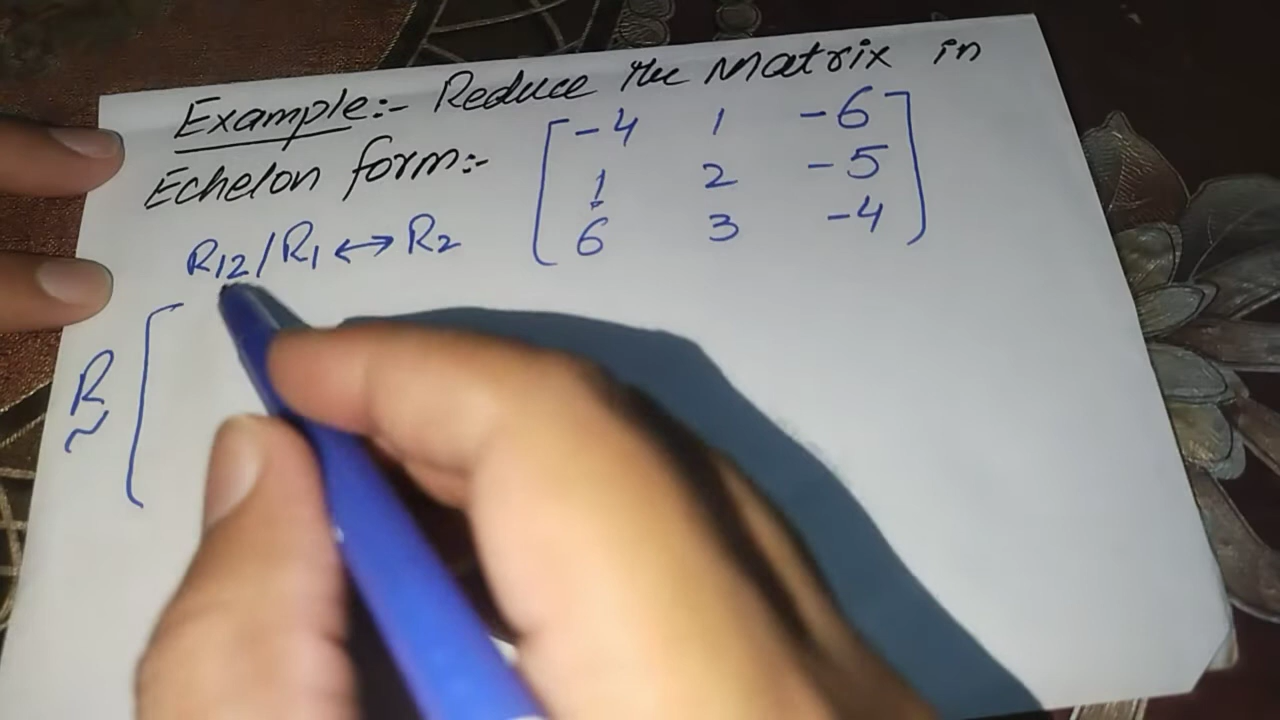 Example:- Reduce the Matrix in
Echelon form:- [ -4 1 -6
1 2 -5
6 3 -4 ]
R12/R1 ↔ R2
R ~ [